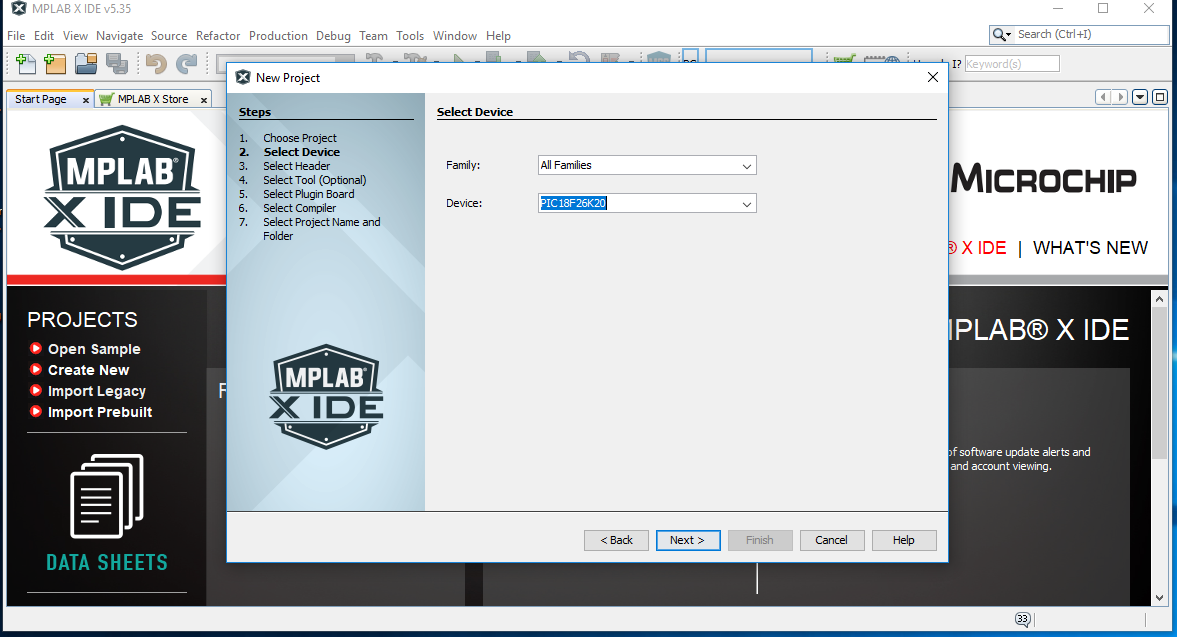 MPLAB X IDE v5.35
File Edit View Navigate Source Refactor Production Debug Team Tools Window Help
Search (Ctrl+I)
I?
Keyword(s)
Start Page x
MPLAB X Store x
MPLAB®
X IDE
MICROCHIP
® X IDE | WHAT'S NEW
PROJECTS
Open Sample
Create New
Import Legacy
Import Prebuilt
DATA SHEETS
New Project
Steps
1. Choose Project
2. Select Device
3. Select Header
4. Select Tool (Optional)
5. Select Plugin Board
6. Select Compiler
7. Select Project Name and
Folder
MPLAB®
X IDE
Select Device
Family: All Families
Device: PIC18F26K20
< Back Next > Finish Cancel Help
MPLAB® X IDE
of software update alerts and
and account viewing.
33